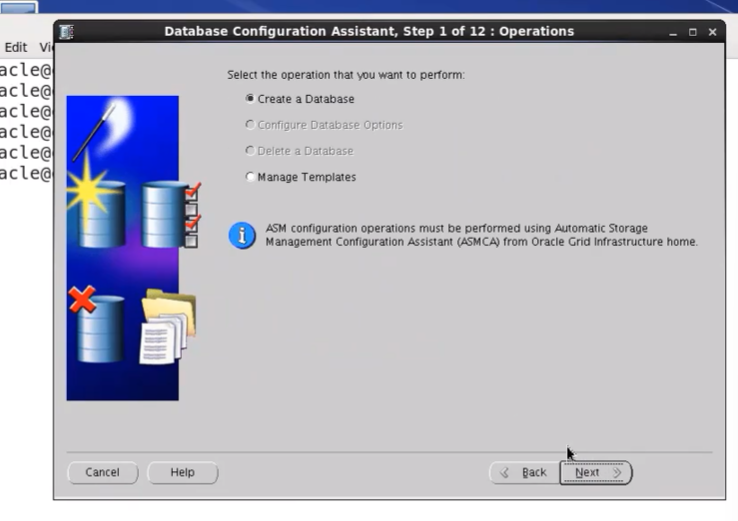 Database Configuration Assistant, Step 1 of 12 : Operations
Edit
Select the operation that you want to perform:
Create a Database
Configure Database Options
Delete a Database
Manage Templates
ASM configuration operations must be performed using Automatic Storage
Management Configuration Assistant (ASMCA) from Oracle Grid Infrastructure home.
acle@
acle@
acle@
acle@
acle@
acle@
Cancel Help Back Next